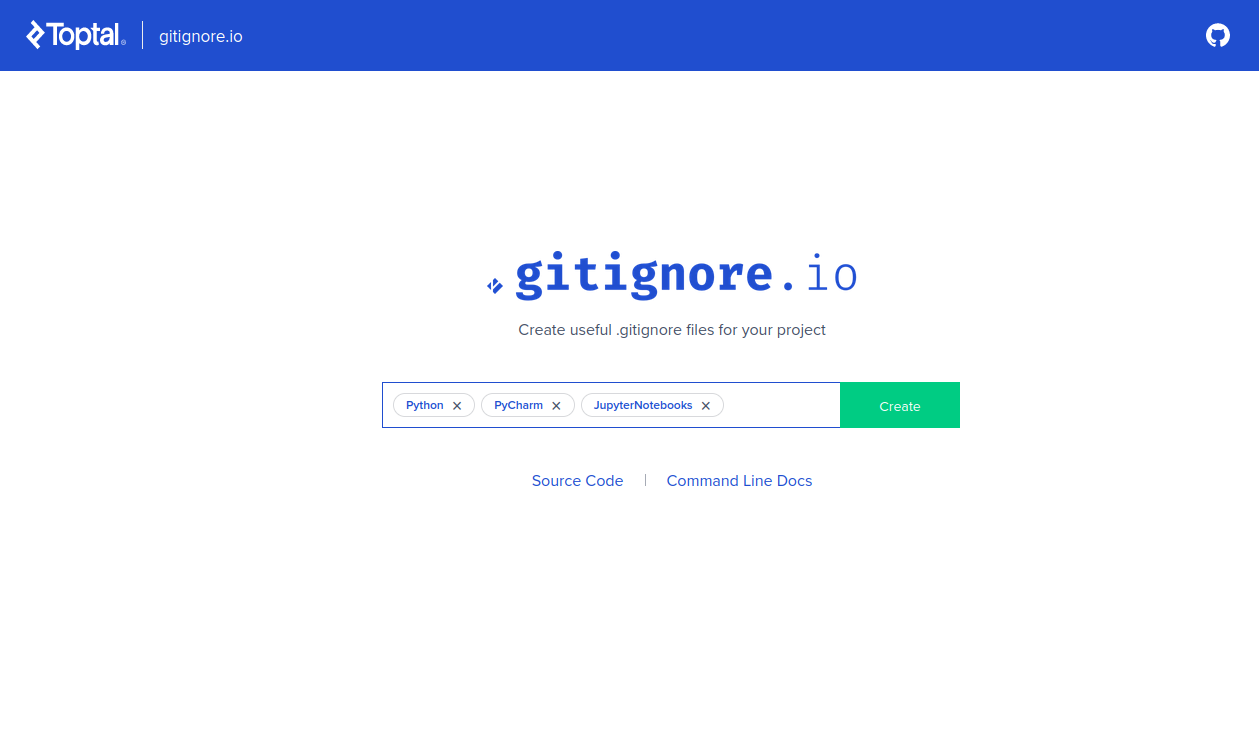 Toptal® gitignore.io
.gitignore.io
Create useful .gitignore files for your project
Python × PyCharm × JupyterNotebooks × Create
Source Code | Command Line Docs